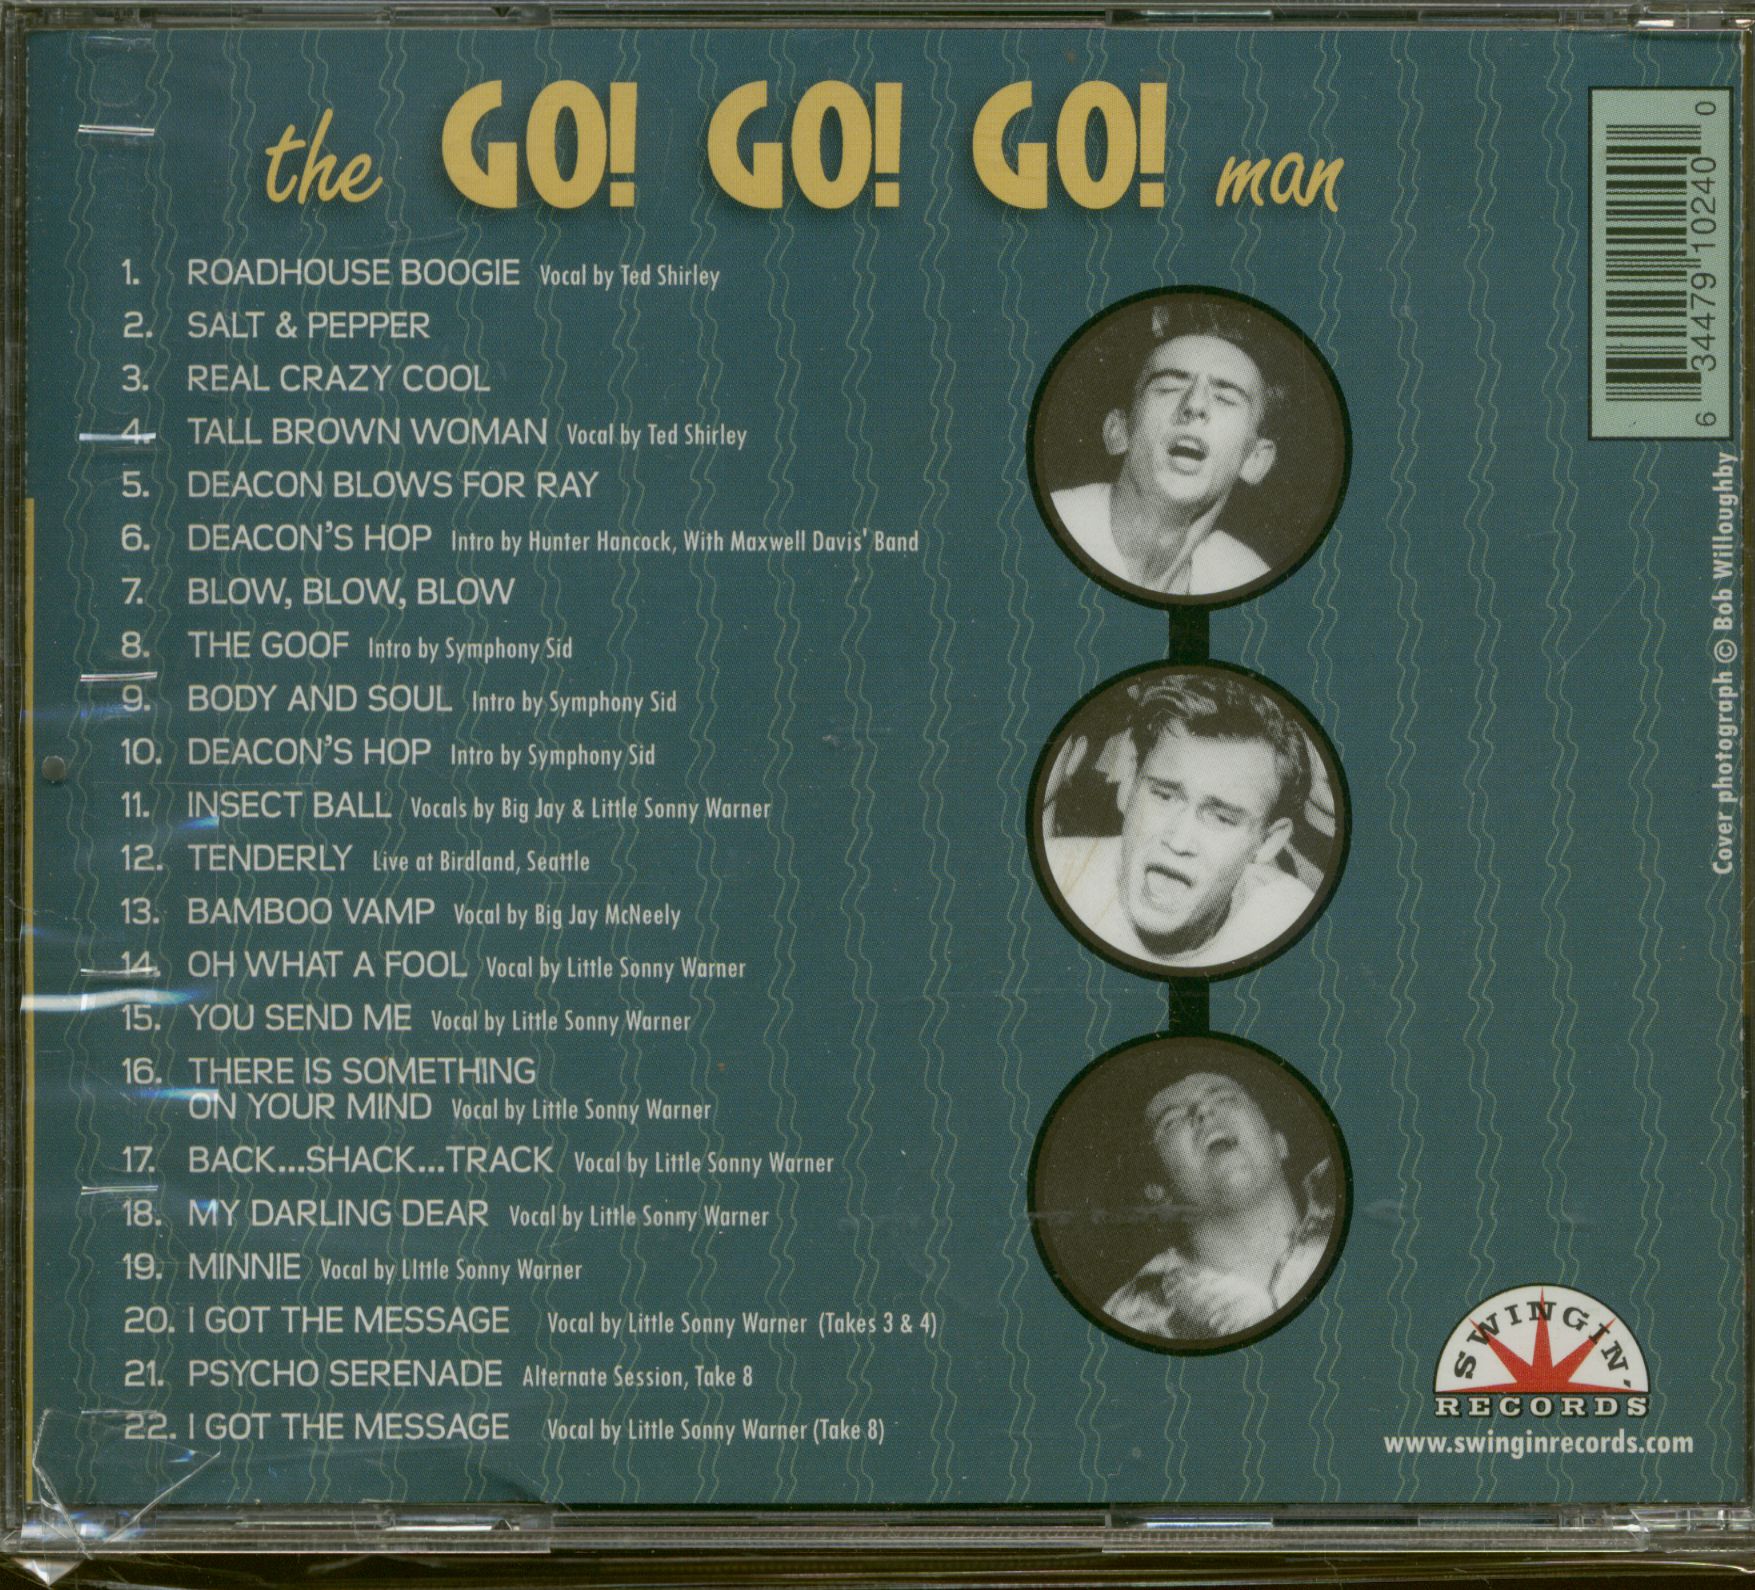 the GO! GO! GO! man
1. ROADHOUSE BOOGIE Vocal by Ted Shirley
2. SALT & PEPPER
3. REAL CRAZY COOL
4. TALL BROWN WOMAN Vocal by Ted Shirley
5. DEACON BLOWS FOR RAY
6. DEACON'S HOP Intro by Hunter Hancock, With Maxwell Davis' Band
7. BLOW, BLOW, BLOW
8. THE GOOF Intro by Symphony Sid
9. BODY AND SOUL Intro by Symphony Sid
10. DEACON'S HOP Intro by Symphony Sid
11. INSECT BALL Vocals by Big Jay & Little Sonny Warner
12. TENDERLY Live at Birdland, Seattle
13. BAMBOO VAMP Vocal by Big Jay McNeely
14. OH WHAT A FOOL Vocal by Little Sonny Warner
15. YOU SEND ME Vocal by Little Sonny Warner
16. THERE IS SOMETHING
ON YOUR MIND Vocal by Little Sonny Warner
17. BACK...SHACK...TRACK Vocal by Little Sonny Warner
18. MY DARLING DEAR Vocal by Little Sonny Warner
19. MINNIE Vocal by LIttle Sonny Warner
20. I GOT THE MESSAGE Vocal by Little Sonny Warner (Takes 3 & 4)
21. PSYCHO SERENADE Alternate Session, Take 8
22. I GOT THE MESSAGE Vocal by Little Sonny Warner (Take 8)
6 34479 10240 0
Cover photograph © Bob Willoughby
SWINGIN'
RECORDS
www.swinginrecords.com